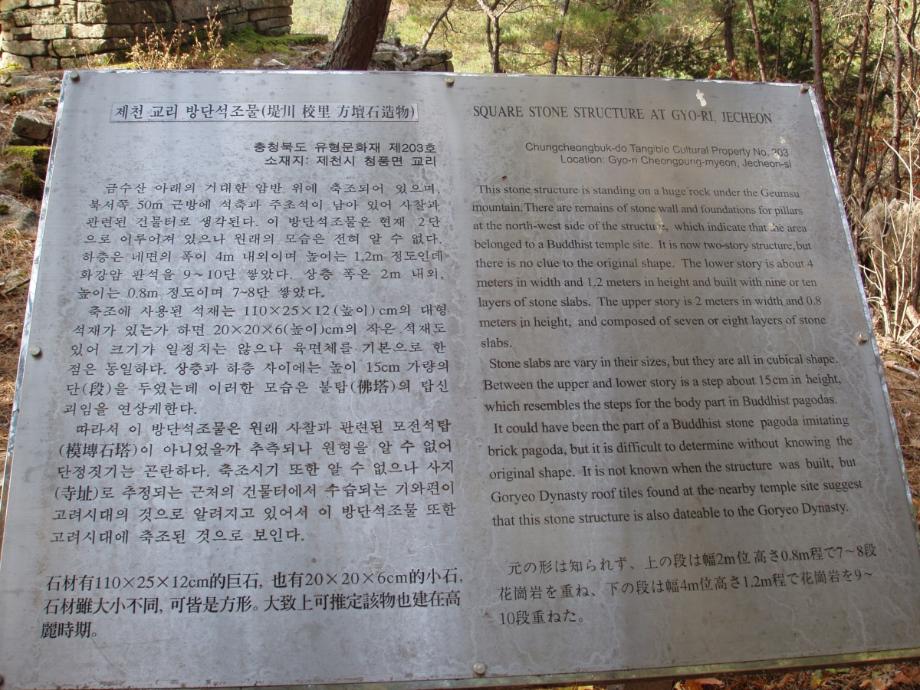 제천 교리 방단석조물(堤川 校里 方壇石造物)
충청북도 유형문화재 제203호
소재지: 제천시 청풍면 교리
금수산 아래의 거대한 암반 위에 축조되어 있으며,
북서쪽 50m 근방에 석축과 주초석이 남아 있어 사찰과
관련된 건물터로 생각된다. 이 방단석조물은 현재 2단
으로 이루어져 있으나 원래의 모습은 전혀 알 수 없다.
하층은 네면의 폭이 4m 내외이며 높이는 1.2m 정도인데
화강암 판석을 9~10단 쌓았다. 상층 폭은 2m 내외,
높이는 0.8m 정도이며 7~8단 쌓았다.
축조에 사용된 석재는 110×25×12(높이)cm의 대형
석재가 있는가 하면 20×20×6(높이)cm의 작은 석재도
있어 크기가 일정치는 않으나 육면체를 기본으로 한
점은 동일하다. 상층과 하층 사이에는 높이 15cm 가량의
단(段)을 두었는데 이러한 모습은 불탑(佛塔)의 탑신
괴임을 연상케한다.
따라서 이 방단석조물은 원래 사찰과 관련된 모전석탑
(模塼石塔)이 아니었을까 추측되나 원형을 알 수 없어
단정짓기는 곤란하다. 축조시기 또한 알 수 없으나 사지
(寺址)로 추정되는 근처의 건물터에서 수습되는 기와편이
고려시대의 것으로 알려지고 있어서 이 방단석조물 또한
고려시대에 축조된 것으로 보인다.
石材有110×25×12cm的巨石, 也有20×20×6cm的小石,
石材雖大小不同, 可皆是方形。大致上可推定該物也建在高
麗時期。
SQUARE STONE STRUCTURE AT GYO-RI, JECHEON
Chungcheongbuk-do Tangible Cultural Property No. 203
Location: Gyo-ri Cheongpung-myeon, Jecheon-si
This stone structure is standing on a huge rock under the Geumsu
mountain. There are remains of stone wall and foundations for pillars
at the north-west side of the structure, which indicate that the area
belonged to a Buddhist temple site. It is now two-story structure, but
there is no clue to the original shape. The lower story is about 4
meters in width and 1.2 meters in height and built with nine or ten
layers of stone slabs. The upper story is 2 meters in width and 0.8
meters in height, and composed of seven or eight layers of stone
slabs.
Stone slabs are vary in their sizes, but they are all in cubical shape.
Between the upper and lower story is a step about 15cm in height,
which resembles the steps for the body part in Buddhist pagodas.
It could have been the part of a Buddhist stone pagoda imitating
brick pagoda, but it is difficult to determine without knowing the
original shape. It is not known when the structure was built, but
Goryeo Dynasty roof tiles found at the nearby temple site suggest
that this stone structure is also dateable to the Goryeo Dynasty.
元の形は知られず、上の段は幅2m位 高さ0.8m程で7~8段
花崗岩を重ね、下の段は幅4m位高さ1.2m程で花崗岩を9~
10段重ねた。